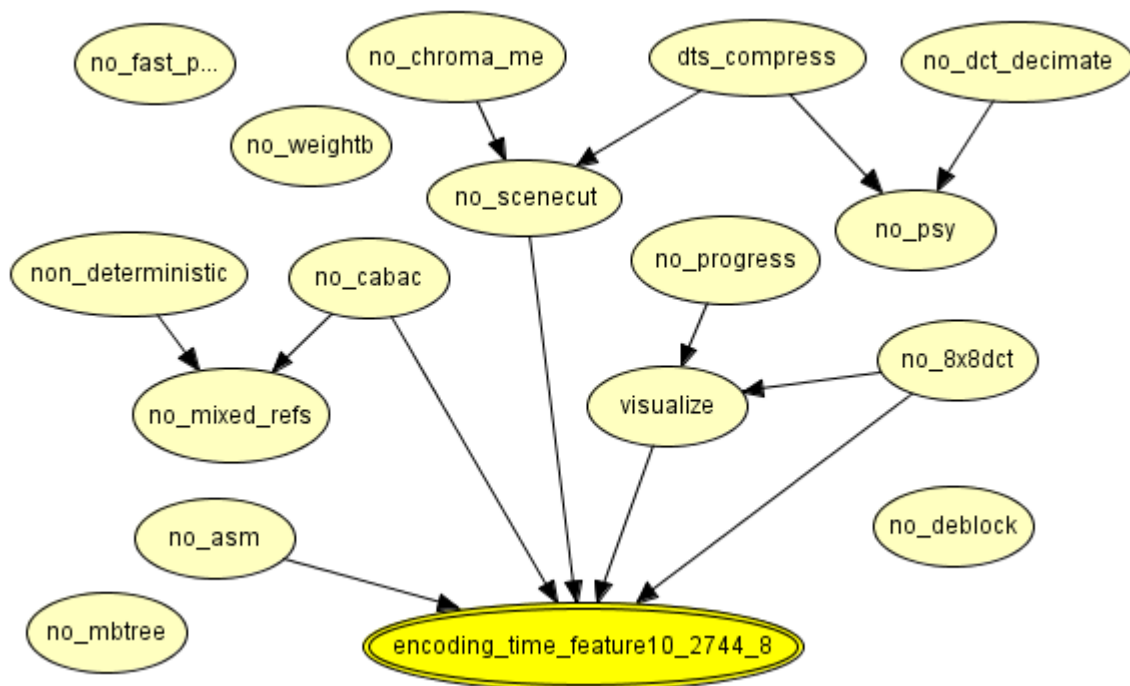 no_chroma_me
dts_compress
no_dct_decimate
no_fast_p...
no_weightb
no_scenecut
no_psy
no_progress
non_deterministic
no_cabac
no_8x8dct
visualize
no_mixed_refs
no_deblock
no_asm
no_mbtree
encoding_time_feature10_2744_8